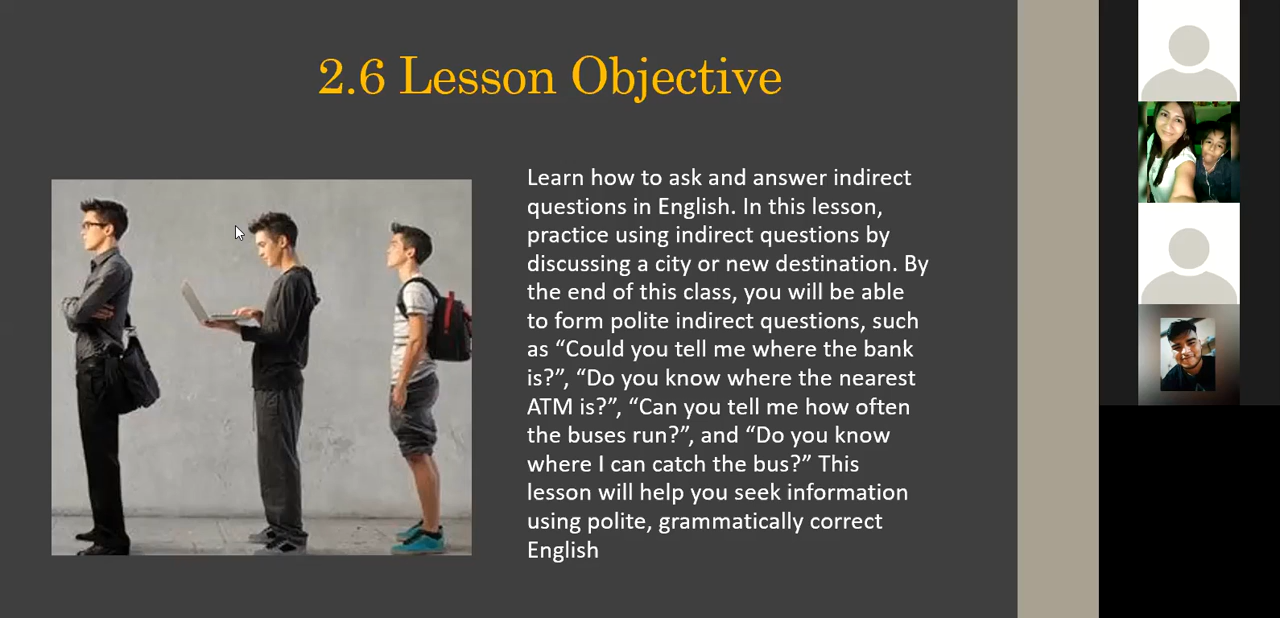 2.6 Lesson Objective
Learn how to ask and answer indirect
questions in English. In this lesson,
practice using indirect questions by
discussing a city or new destination. By
the end of this class, you will be able
to form polite indirect questions, such
as “Could you tell me where the bank
is?”, “Do you know where the nearest
ATM is?”, “Can you tell me how often
the buses run?”, and “Do you know
where I can catch the bus?” This
lesson will help you seek information
using polite, grammatically correct
English